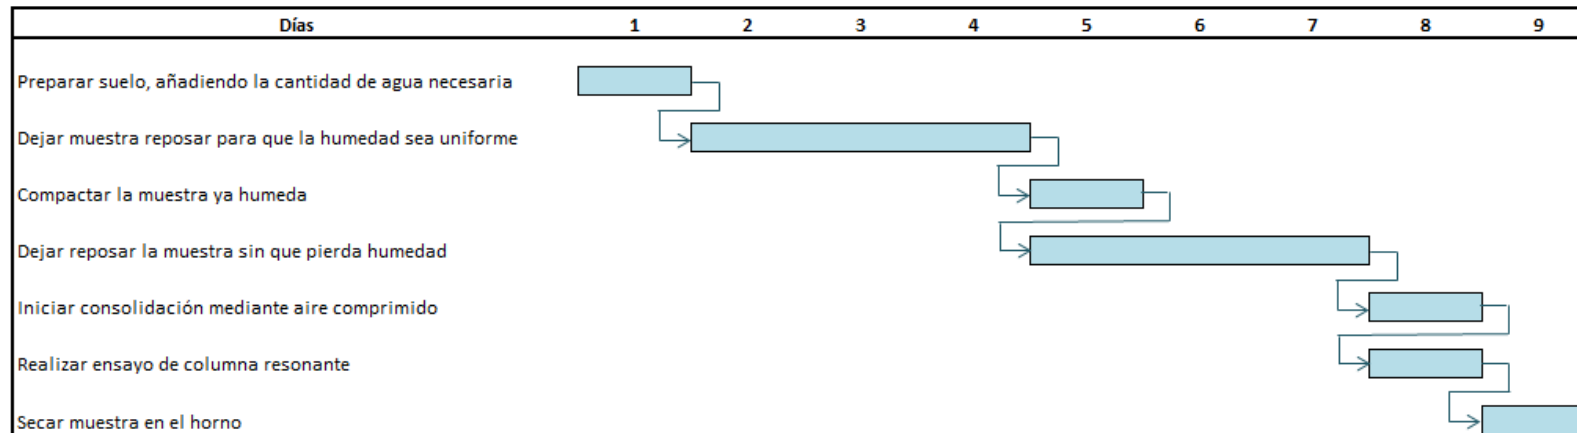 Días 1 2 3 4 5 6 7 8 9
Preparar suelo, añadiendo la cantidad de agua necesaria
Dejar muestra reposar para que la humedad sea uniforme
Compactar la muestra ya humeda
Dejar reposar la muestra sin que pierda humedad
Iniciar consolidación mediante aire comprimido
Realizar ensayo de columna resonante
Secar muestra en el horno